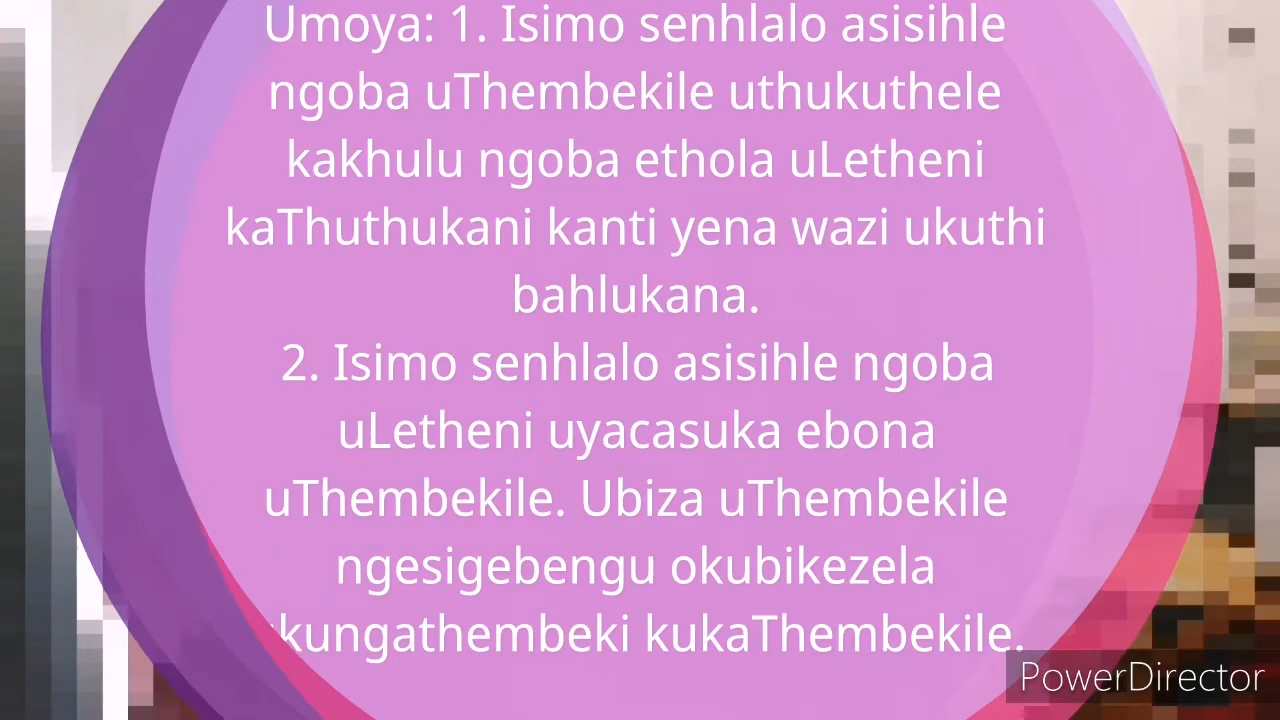 Umoya: 1. Isimo senhlalo asisihle
ngoba uThembekile uthukuthele
kakhulu ngoba ethola uLetheni
kaThuthukani kanti yena wazi ukuthi
bahlukana.
2. Isimo senhlalo asisihle ngoba
uLetheni uyacasuka ebona
uThembekile. Ubiza uThembekile
ngesigebengu okubikezela
kukaThembekile.
PowerDirector